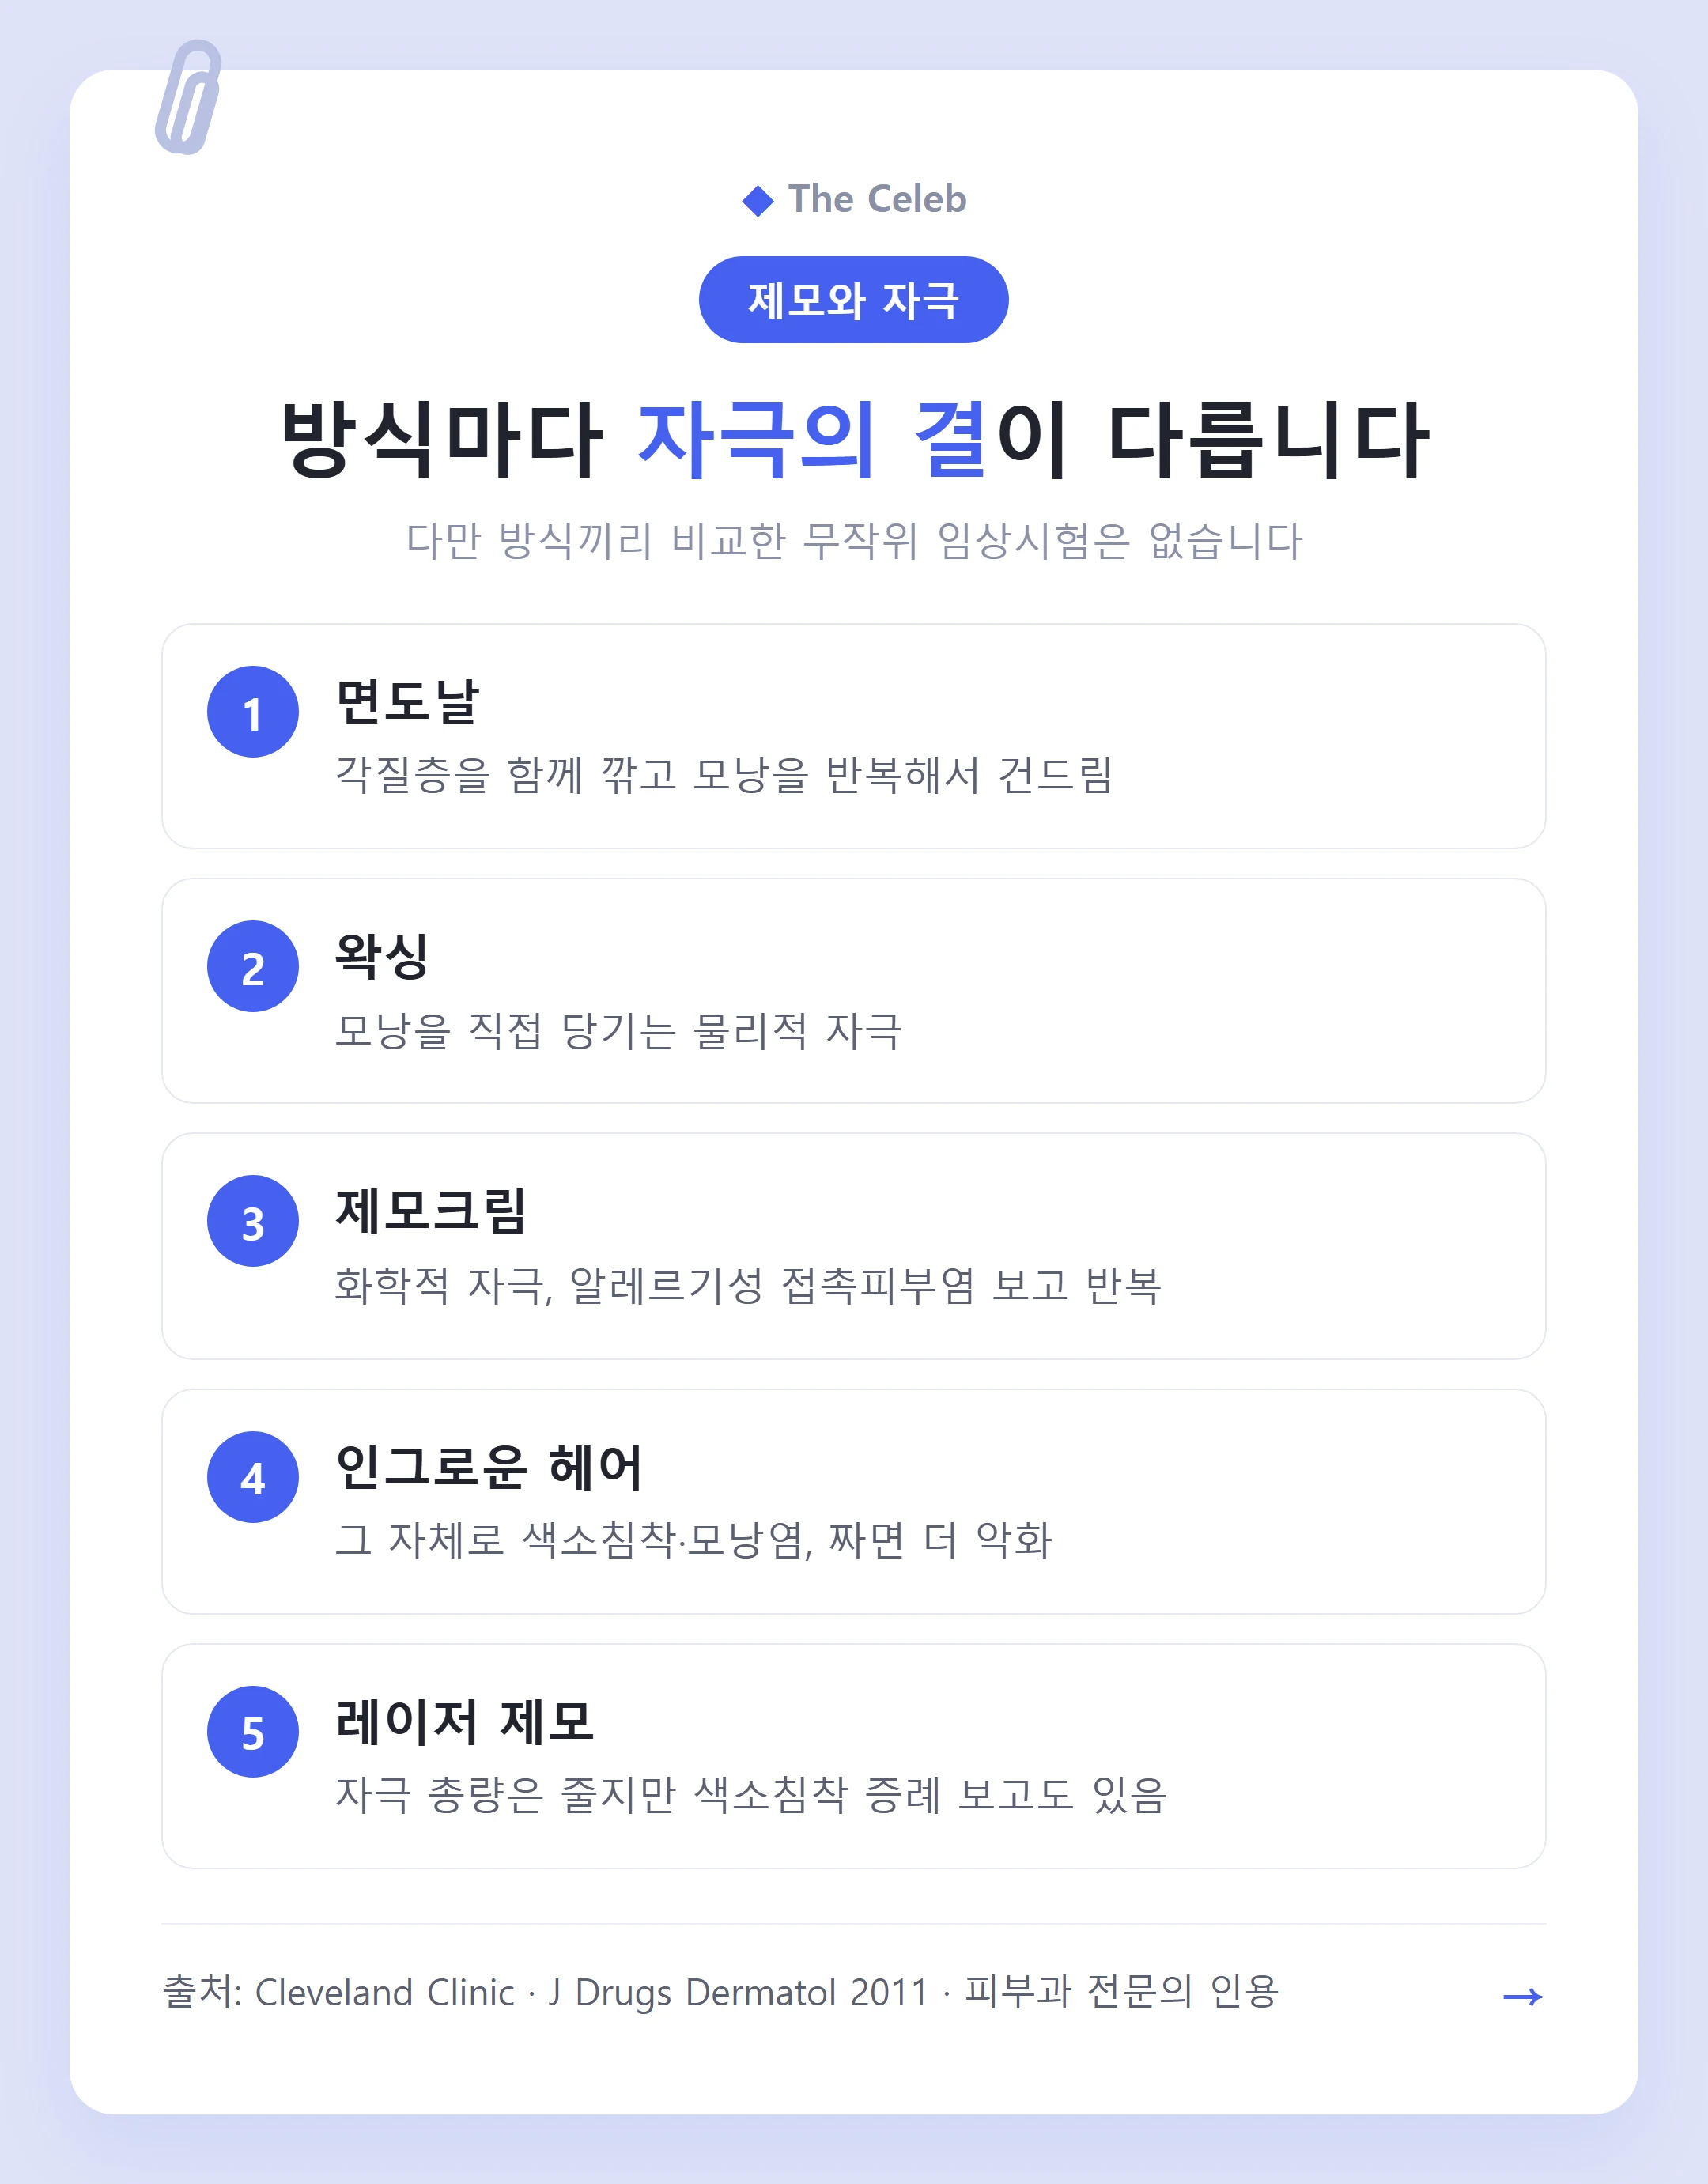 ◆ The Celeb
제모와 자극
방식마다 자극의 결이 다릅니다
다만 방식끼리 비교한 무작위 임상시험은 없습니다
1 면도날
각질층을 함께 깎고 모낭을 반복해서 건드림
2 왁싱
모낭을 직접 당기는 물리적 자극
3 제모크림
화학적 자극, 알레르기성 접촉피부염 보고 반복
4 인그로운 헤어
그 자체로 색소침착·모낭염, 짜면 더 악화
5 레이저 제모
자극 총량은 줄지만 색소침착 증례 보고도 있음
출처: Cleveland Clinic · J Drugs Dermatol 2011 · 피부과 전문의 인용 →